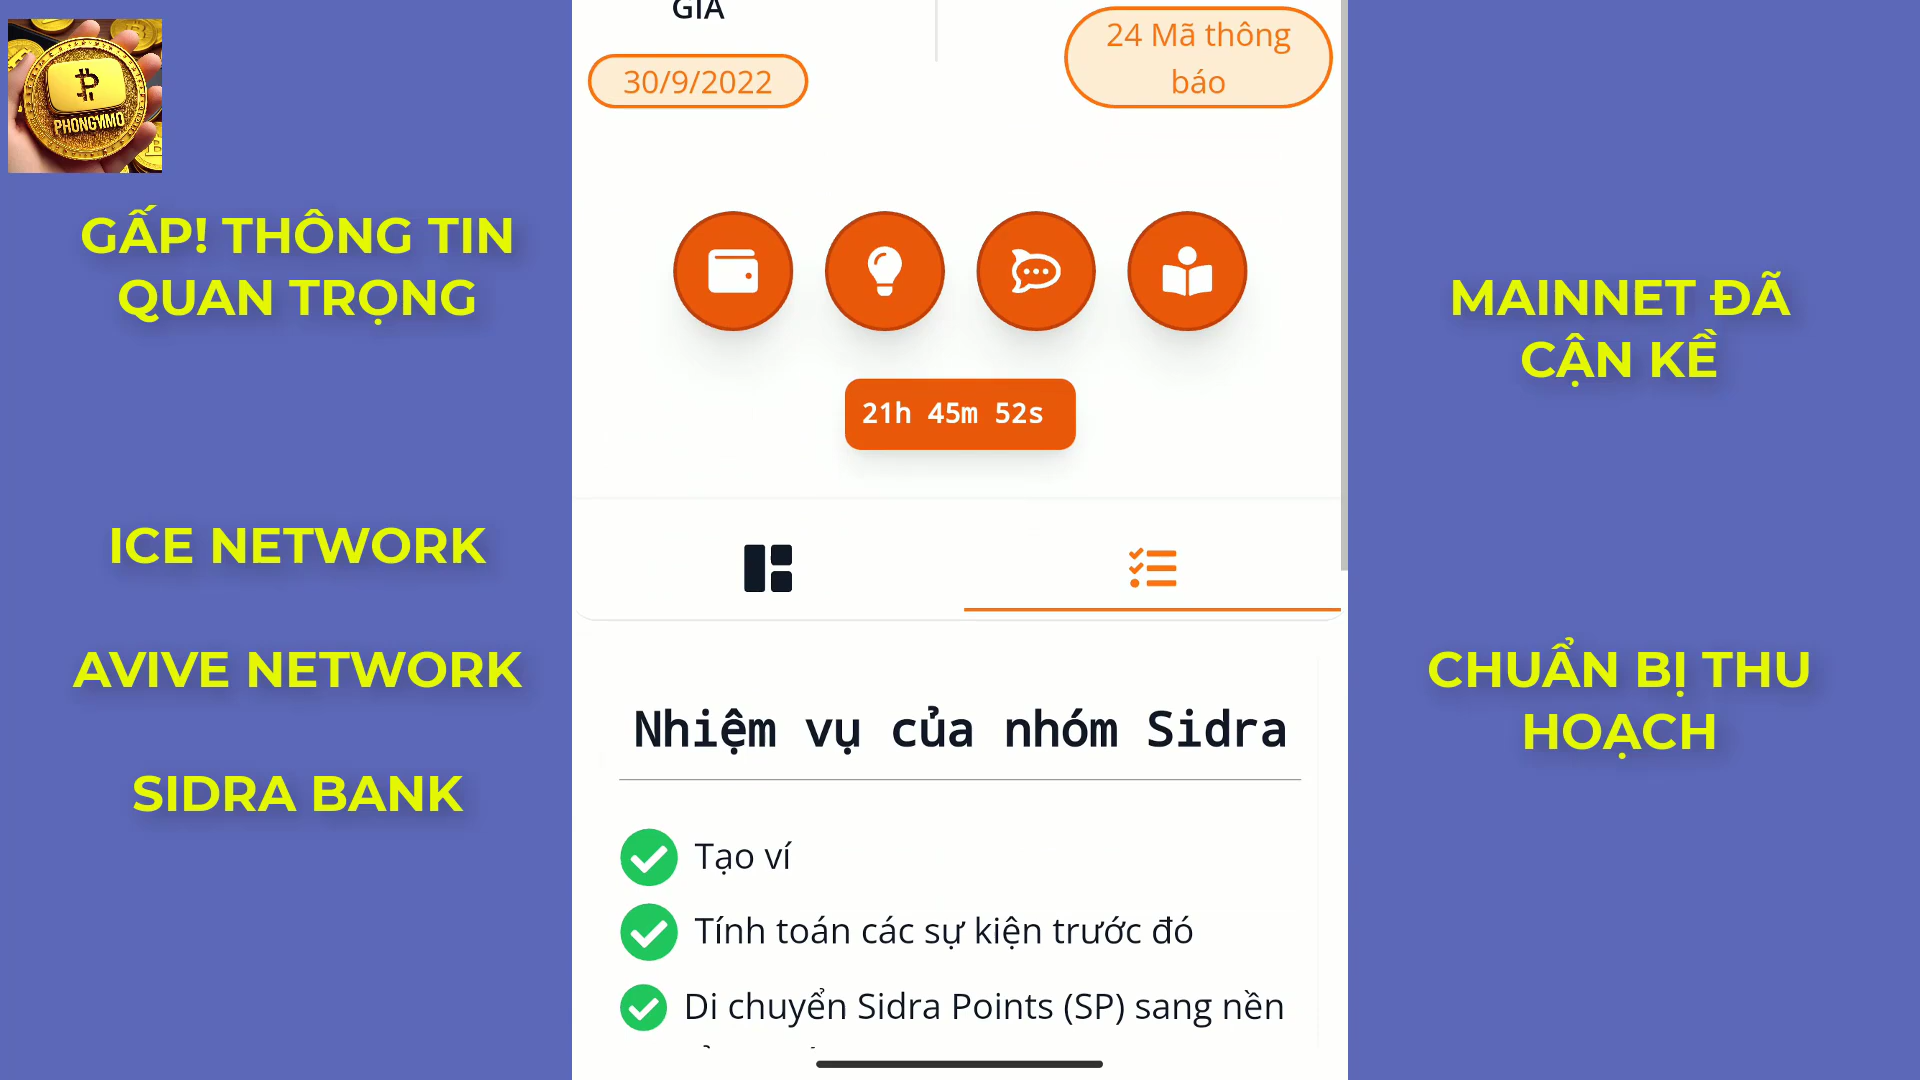 PHONGMMO
GẤP! THÔNG TIN
QUAN TRỌNG
ICE NETWORK
AVIVE NETWORK
SIDRA BANK
GIA
30/9/2022
24 Mã thông
báo
21h 45m 52s
Nhiệm vụ của nhóm Sidra
Tạo ví
Tính toán các sự kiện trước đó
Di chuyển Sidra Points (SP) sang nền
MAINNET ĐÃ
CẬN KỀ
CHUẨN BỊ THU
HOẠCH